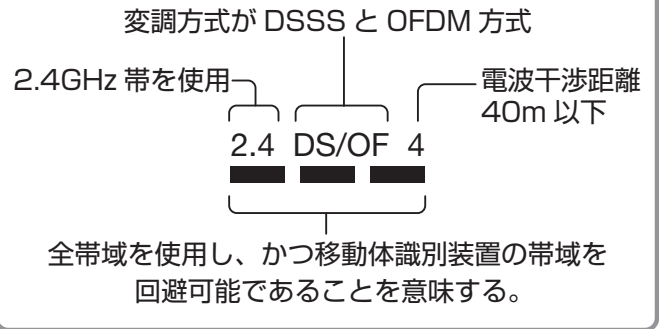 変調方式が DSSS と OFDM 方式
2.4GHz 帯を使用
電波干渉距離
40m 以下
2.4 DS/OF 4
全帯域を使用し、かつ移動体識別装置の帯域を
回避可能であることを意味する。